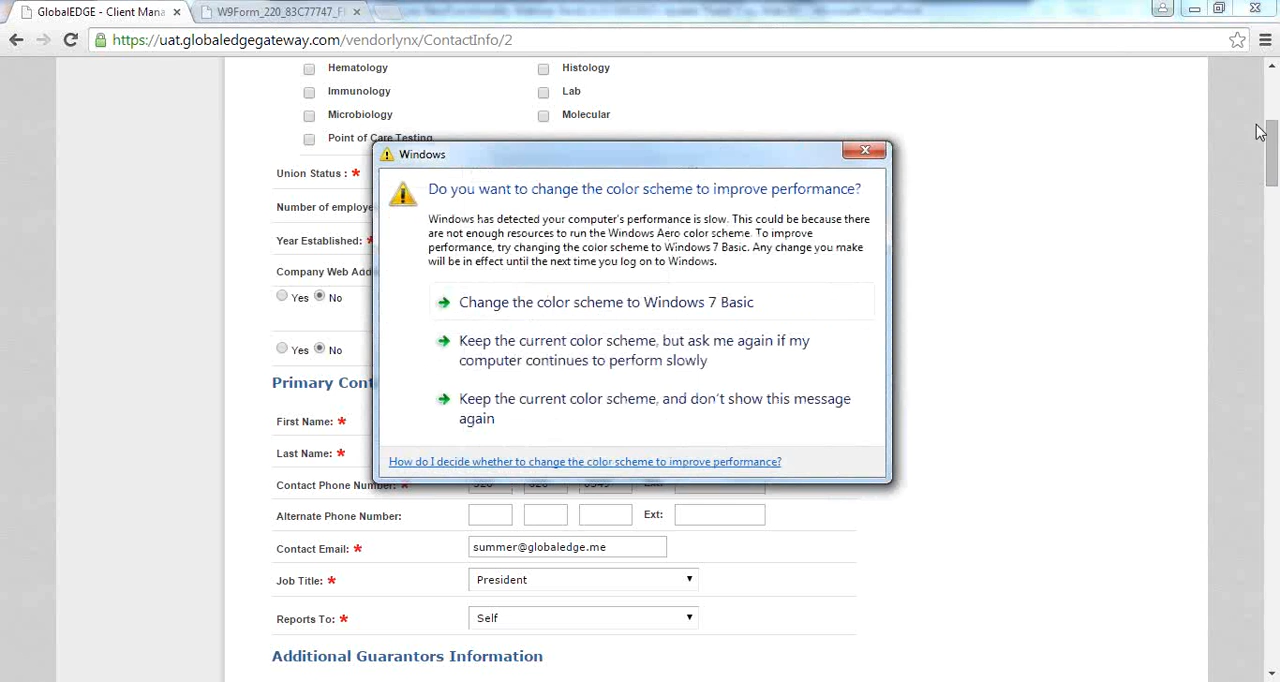 GlobalEDGE - Client Mana
W9Form_220_83C77747_F
https://uat.globaledgegateway.com/vendorlynx/ContactInfo/2
Hematology
Histology
Immunology
Lab
Microbiology
Molecular
Point of Care Testing
Windows
Union Status : *
Do you want to change the color scheme to improve performance?
Number of employe
Windows has detected your computer's performance is slow. This could be because there
are not enough resources to run the Windows Aero color scheme. To improve
Year Established: *
performance, try changing the color scheme to Windows 7 Basic. Any change you make
will be in effect until the next time you log on to Windows.
Company Web Add
Yes No
Change the color scheme to Windows 7 Basic
Keep the current color scheme, but ask me again if my
computer continues to perform slowly
Yes No
Primary Cont
Keep the current color scheme, and don't show this message
again
First Name: *
Last Name: *
How do I decide whether to change the color scheme to improve performance?
Contact Phone Number: *
Alternate Phone Number:
Ext:
Contact Email: *
summer@globaledge.me
Job Title: *
President
Reports To: *
Self
Additional Guarantors Information